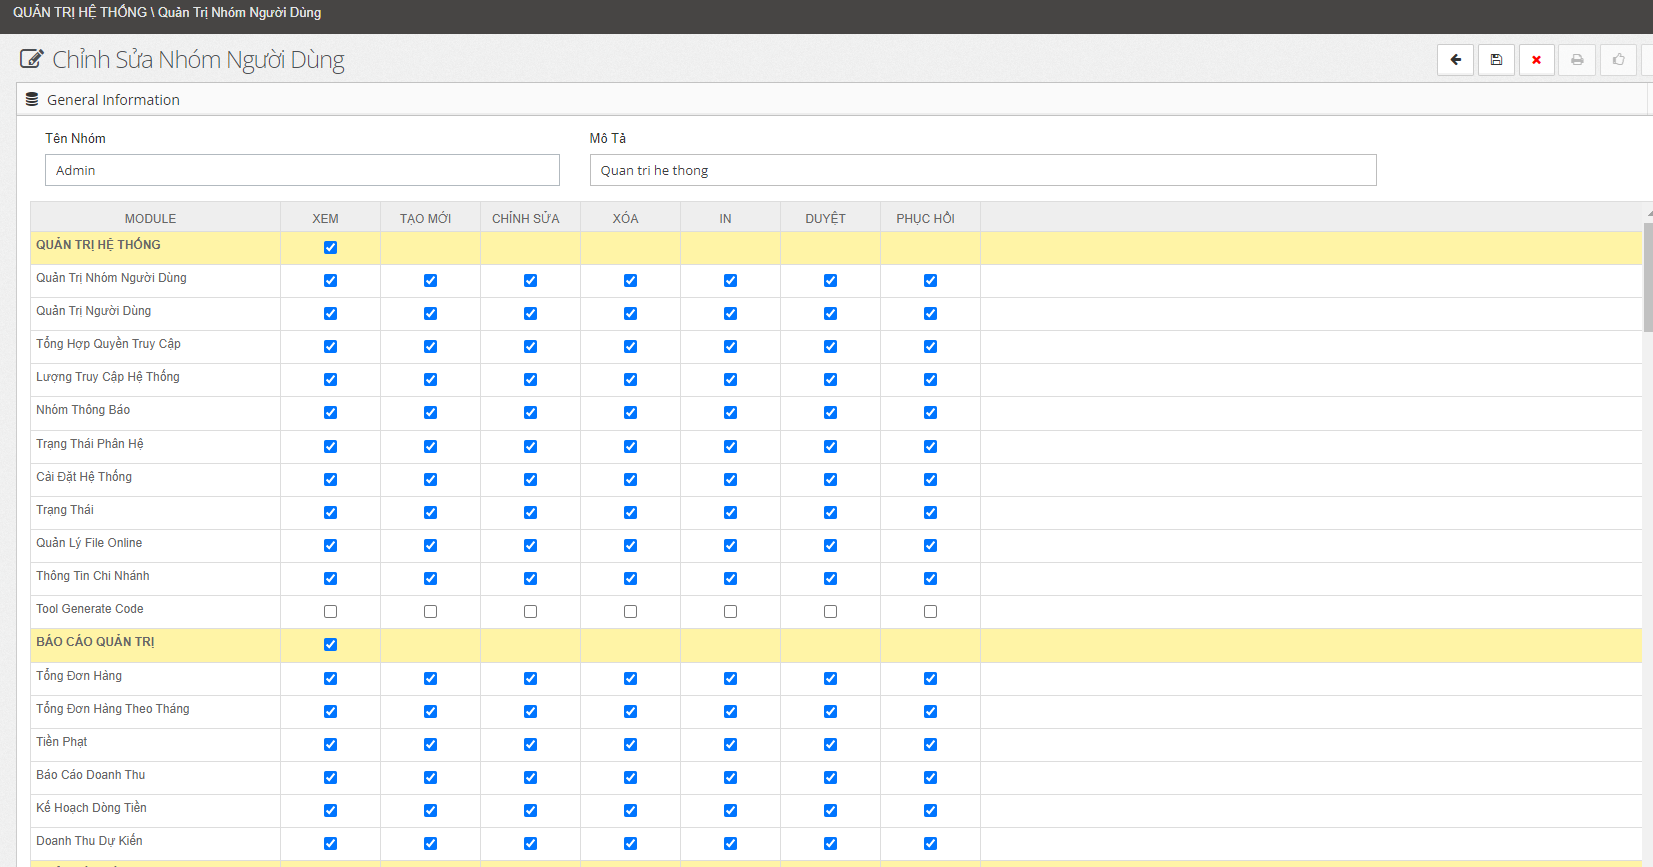 QUẢN TRỊ HỆ THỐNG \ Quản Trị Nhóm Người Dùng
Chỉnh Sửa Nhóm Người Dùng
General Information
Tên Nhóm
Mô Tả
Admin
Quan tri he thong
MODULE XEM TẠO MỚI CHỈNH SỬA XÓA IN DUYỆT PHỤC HỒI
QUẢN TRỊ HỆ THỐNG
Quản Trị Nhóm Người Dùng
Quản Trị Người Dùng
Tổng Hợp Quyền Truy Cập
Lượng Truy Cập Hệ Thống
Nhóm Thông Báo
Trạng Thái Phân Hệ
Cài Đặt Hệ Thống
Trạng Thái
Quản Lý File Online
Thông Tin Chi Nhánh
Tool Generate Code
BÁO CÁO QUẢN TRỊ
Tổng Đơn Hàng
Tổng Đơn Hàng Theo Tháng
Tiền Phạt
Báo Cáo Doanh Thu
Kế Hoạch Dòng Tiền
Doanh Thu Dự Kiến